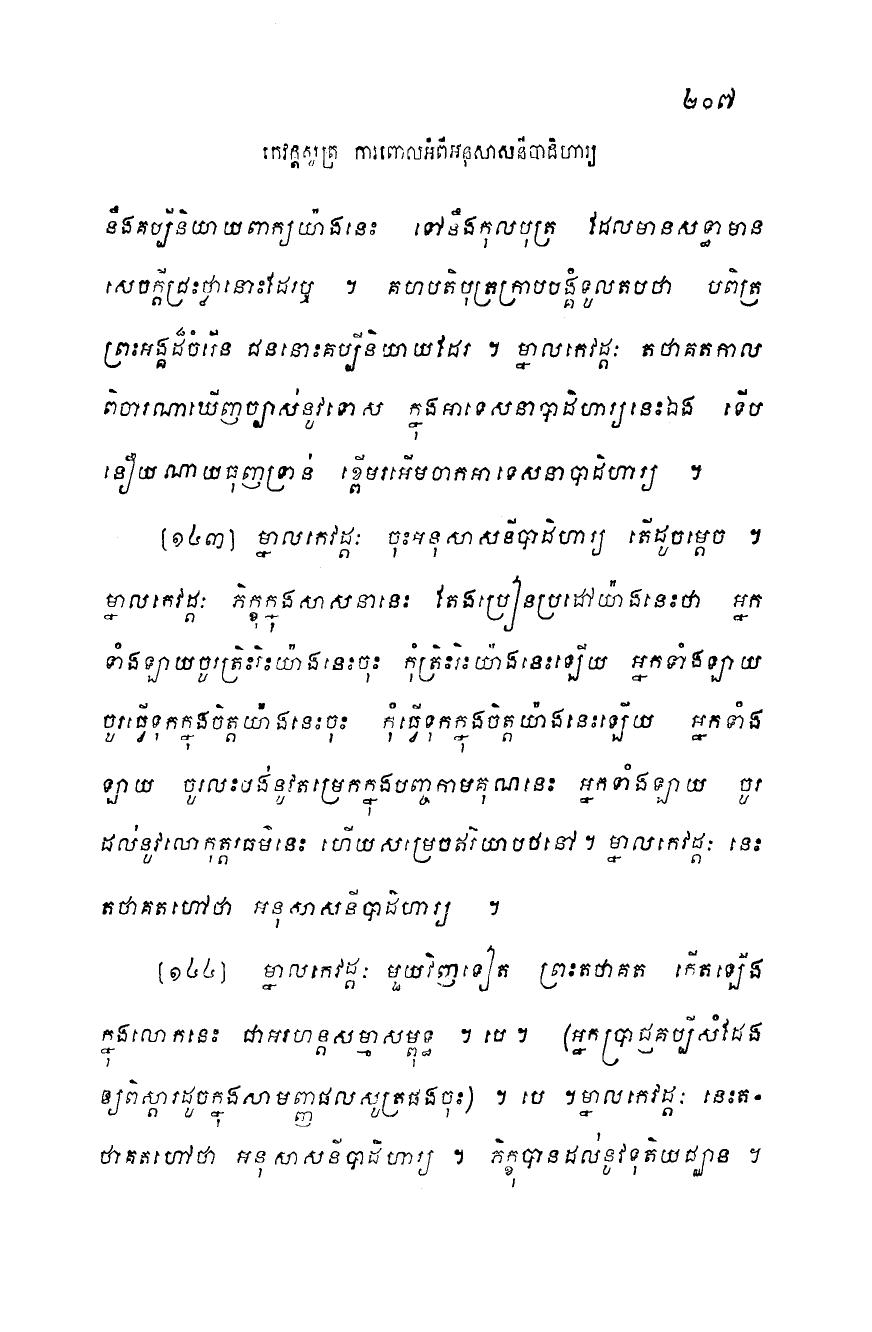 ២០៧
កេវដ្តសូត្រ ការពោលអំពីអនុសាសនីបាដិហារ្យ
នឹងគប្បីនិយាយពាក្យយ៉ាងនេះ ទៅនឹងកុលបុត្រ ដែលមានសទ្ធាមាន
សេចក្តីជ្រះថ្លានោះដែរឬ ។ គហបតិបុត្រក្រាបបង្គំទូលតបថា បពិត្រ
ព្រះអង្គដ៏ចំរើន ជននោះគប្បីនិយាយដែរ ។ ម្នាលកេវដ្តៈ តថាគតកាល
ពិចារណាឃើញច្បាស់នូវទោស ក្នុងអាទេសនាបាដិហារ្យនេះឯង ទើប
នឿយណាយធុញទ្រាន់ ខ្ពើមរអើមចាកអាទេសនាបាដិហារ្យ ។
[១៤៣] ម្នាលកេវដ្តៈ ចុះអនុសាសនីបាដិហារ្យ តើដូចម្តេច ។
ម្នាលកេវដ្តៈ ភិក្ខុក្នុងសាសនានេះ តែងប្រៀនប្រដៅយ៉ាងនេះថា អ្នក
ទាំងឡាយចូរត្រិះរិះយ៉ាងនេះចុះ កុំត្រិះរិះយ៉ាងនេះឡើយ អ្នកទាំងឡាយ
ចូរធ្វើទុកក្នុងចិត្តយ៉ាងនេះចុះ កុំធ្វើទុកក្នុងចិត្តយ៉ាងនេះឡើយ អ្នកទាំង
ឡាយ ចូរលះបង់នូវតម្រេកក្នុងបញ្ចកាមគុណនេះ អ្នកទាំងឡាយ ចូរ
ដល់នូវលោកុត្តរធម៌នេះ ហើយសម្រេចឥរិយាបថនៅ ។ ម្នាលកេវដ្តៈ នេះ
តថាគតហៅថា អនុសាសនីបាដិហារ្យ ។
[១៤៤] ម្នាលកេវដ្តៈ មួយវិញទៀត ព្រះតថាគត កើតឡើង
ក្នុងលោកនេះ ជាអរហន្តសម្មាសម្ពុទ្ធ ។ បេ ។ (អ្នកប្រាជ្ញគប្បីសំដែង
ឲ្យពិស្តារដូចក្នុងសាមញ្ញផលសូត្រផងចុះ) ។ បេ ។ ម្នាលកេវដ្តៈ នេះត-
ថាគតហៅថា អនុសាសនីបាដិហារ្យ ។ ភិក្ខុបានដល់នូវទុតិយជ្ឈាន ។